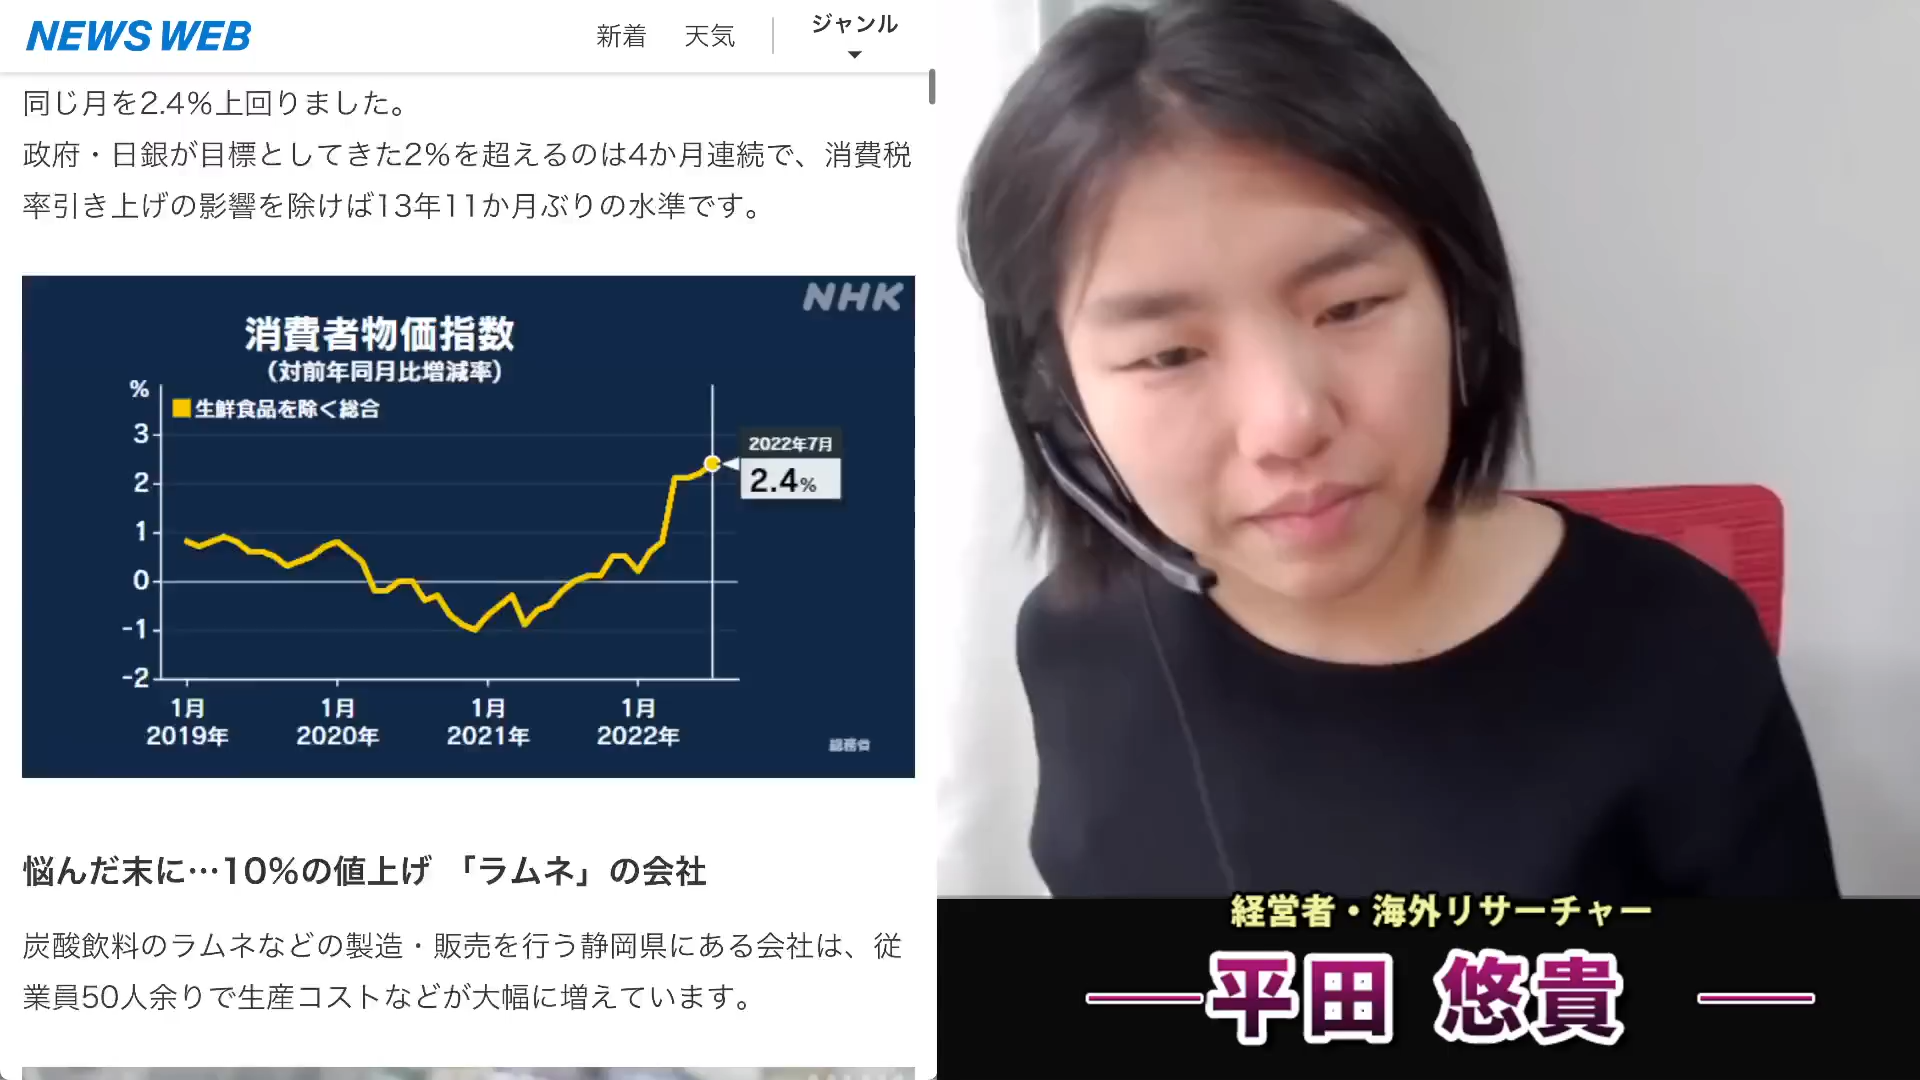 NEWS WEB
新着 天気 ジャンル
同じ月を2.4％上回りました。
政府・日銀が目標としてきた2％を超えるのは4か月連続で、消費税
率引き上げの影響を除けば13年11か月ぶりの水準です。
NHK
消費者物価指数
（対前年同月比増減率）
%
生鮮食品を除く総合
3
2
1
0
-1
-2
2022年7月
2.4%
1月 1月 1月 1月
2019年 2020年 2021年 2022年
総務省
悩んだ末に…10％の値上げ 「ラムネ」の会社
炭酸飲料のラムネなどの製造・販売を行う静岡県にある会社は、従
業員50人余りで生産コストなどが大幅に増えています。
経営者・海外リサーチャー
平田 悠貴